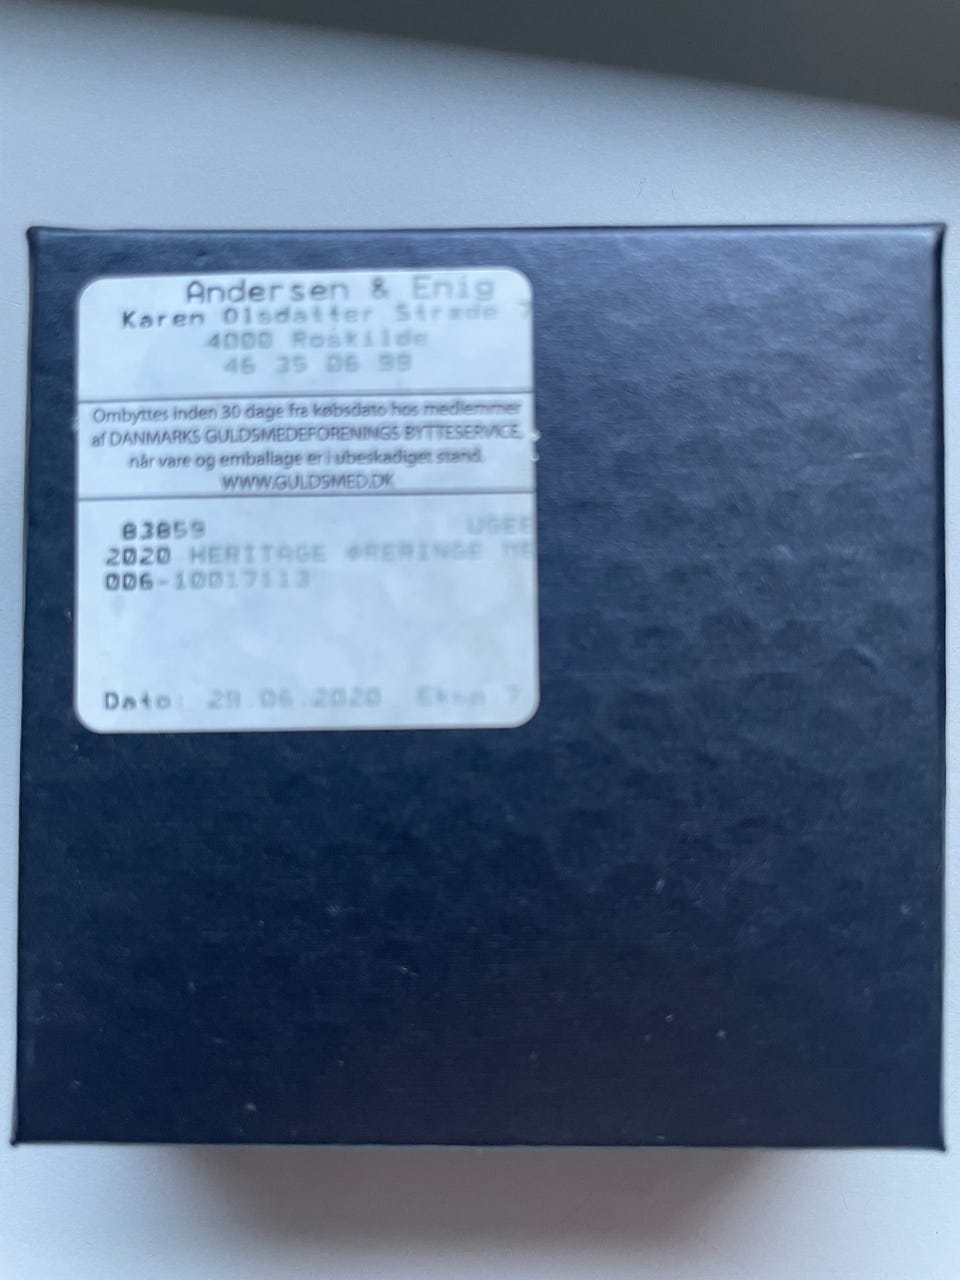 Andersen & Enig
Karen Olsdatter Stræde 7
4000 Roskilde
46 35 06 99
Ombyttes inden 30 dage fra købsdato hos medlemmer
af DANMARKS GULDSMEDEFORENINGS BYTTESERVICE,
når vare og emballage er i ubeskadiget stand.
WWW.GULDSMED.DK
83859
2020 HERITAGE ØRERINGE ME
006-10017113
Dato: 29.06.2020 Eksp 7